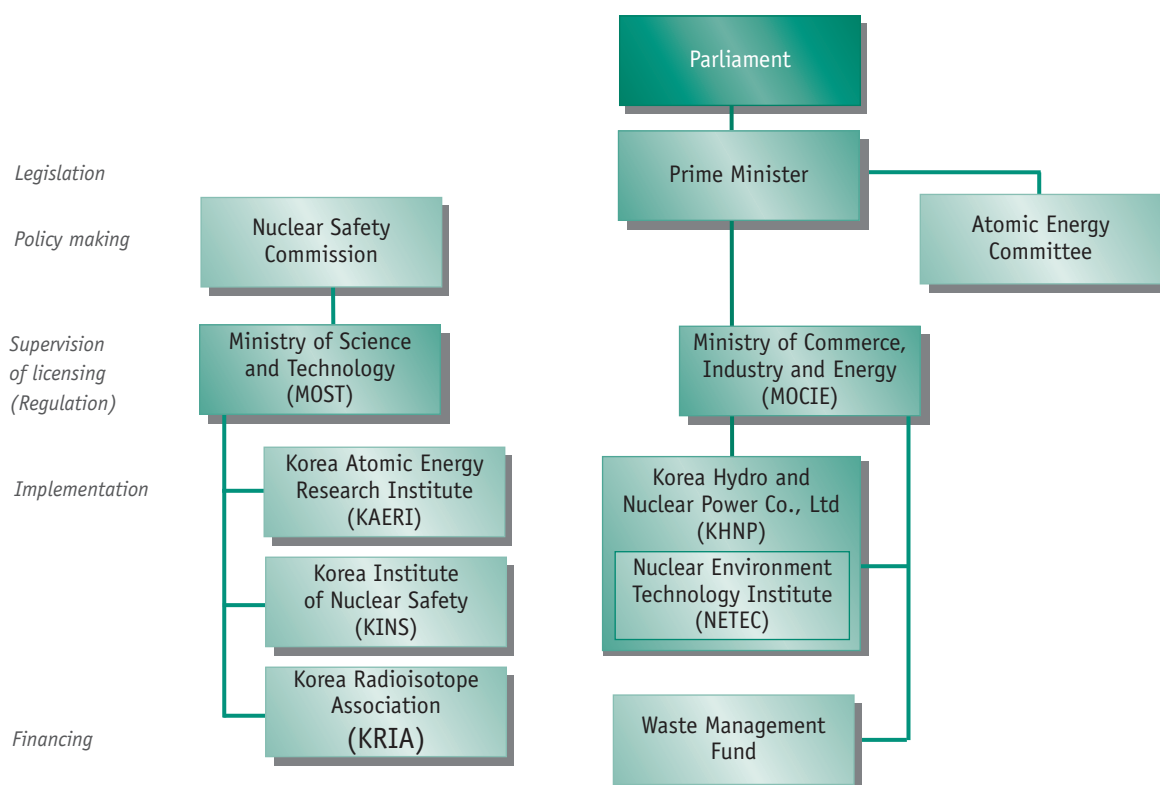 Parliament
Legislation
Prime Minister
Policy making
Nuclear Safety
Commission
Atomic Energy
Committee
Supervision
of licensing
(Regulation)
Ministry of Science
and Technology
(MOST)
Ministry of Commerce,
Industry and Energy
(MOCIE)
Implementation
Korea Atomic Energy
Research Institute
(KAERI)
Korea Hydro and
Nuclear Power Co., Ltd
(KHNP)
Nuclear Environment
Technology Institute
(NETEC)
Korea Institute
of Nuclear Safety
(KINS)
Korea Radioisotope
Association
(KRIA)
Financing
Waste Management
Fund